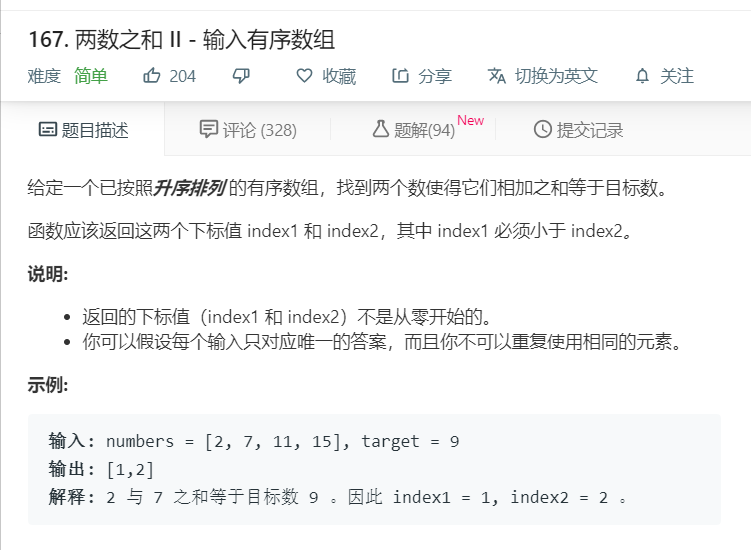 167. 两数之和 II - 输入有序数组
难度 简单 204 收藏 分享 切换为英文 关注
题目描述 评论 (328) 题解(94) New 提交记录
给定一个已按照升序排列 的有序数组，找到两个数使得它们相加之和等于目标数。
函数应该返回这两个下标值 index1 和 index2，其中 index1 必须小于 index2。
说明:
• 返回的下标值（index1 和 index2）不是从零开始的。
• 你可以假设每个输入只对应唯一的答案，而且你不可以重复使用相同的元素。
示例:
输入: numbers = [2, 7, 11, 15], target = 9
输出: [1,2]
解释: 2 与 7 之和等于目标数 9 。因此 index1 = 1, index2 = 2 。